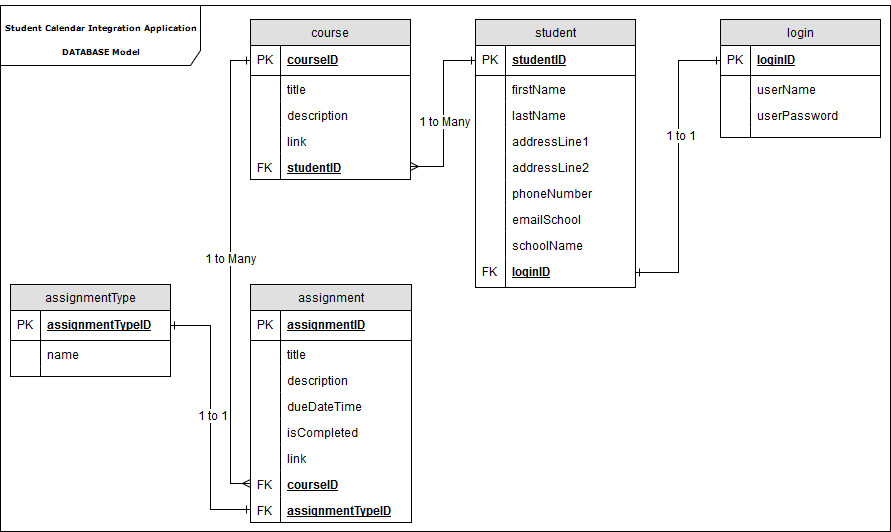 Student Calendar Integration Application
DATABASE Model
course
PK courseID
title
description
link
FK studentID
student
PK studentID
firstName
lastName
addressLine1
addressLine2
phoneNumber
emailSchool
schoolName
FK loginID
login
PK loginID
userName
userPassword
1 to Many
1 to 1
1 to Many
assignmentType
PK assignmentTypeID
name
1 to 1
assignment
PK assignmentID
title
description
dueDateTime
isCompleted
link
FK courseID
FK assignmentTypeID